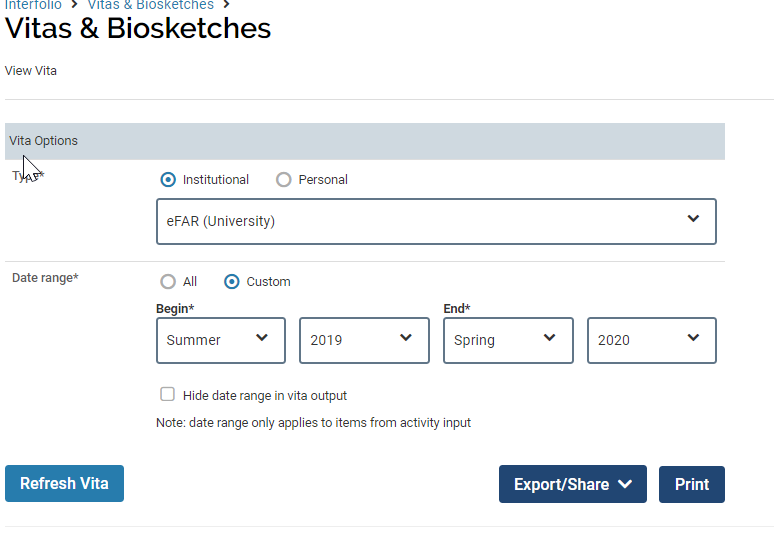 Interfolio > Vitas & Biosketches >
Vitas & Biosketches
View Vita
Vita Options
Institutional Personal
eFAR (University)
Date range* All Custom
Begin* End*
Summer 2019 Spring 2020
Hide date range in vita output
Note: date range only applies to items from activity input
Refresh Vita Export/Share Print